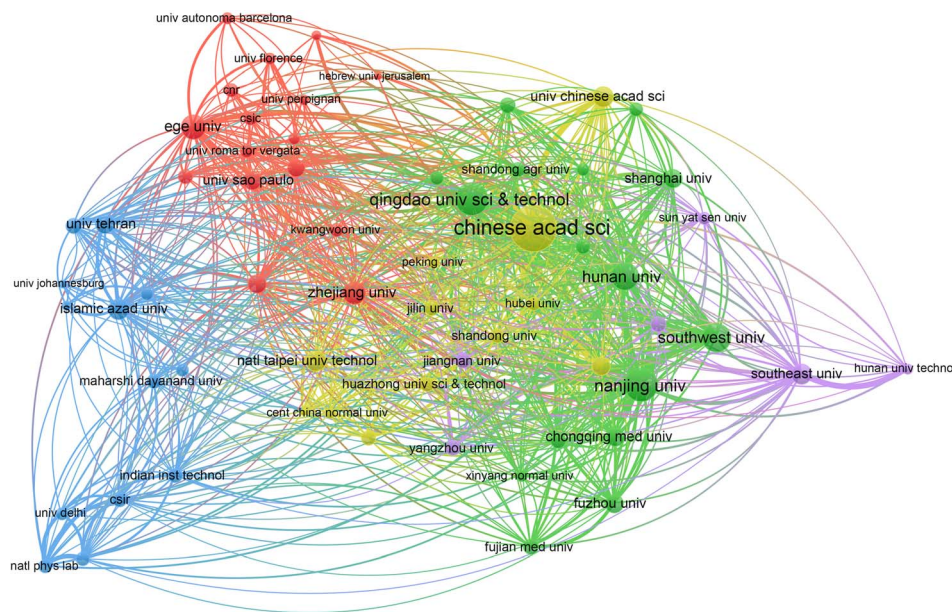 univ autonoma barcelona
univ florence
hebrew univ jerusalem
cnr
univ perpignan
univ chinese acad sci
csic
ege univ
univ roma tor vergata
shandong agr univ
shanghai univ
univ sao paulo
qingdao univ sci & technol
sun yat sen univ
univ tehran
chinese acad sci
kwangwoon univ
peking univ
hunan univ
univ johannesburg
zhejiang univ
islamic azad univ
jilin univ
hubei univ
shandong univ
southwest univ
natl taipei univ technol
jiangnan univ
hunan univ techno
southeast univ
maharshi dayanand univ
huazhong univ sci & technol
nanjing univ
cent china normal univ
chongqing med univ
yangzhou univ
indian inst technol
xinyang normal univ
csir
fuzhou univ
univ delhi
fujian med univ
natl phys lab